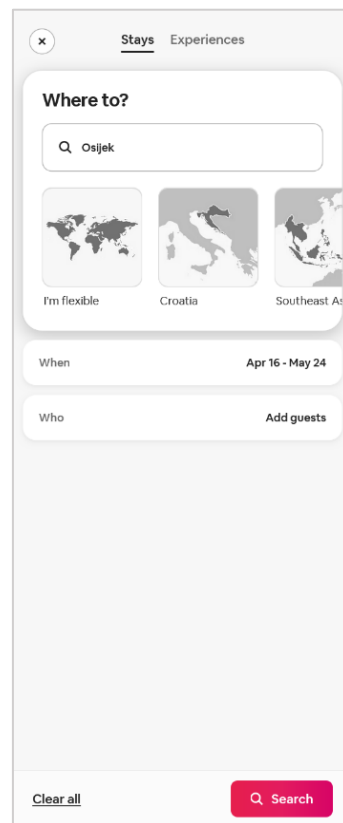 Stays Experiences
Where to?
Osijek
I'm flexible Croatia Southeast As
When Apr 16 - May 24
Who Add guests
Clear all Search